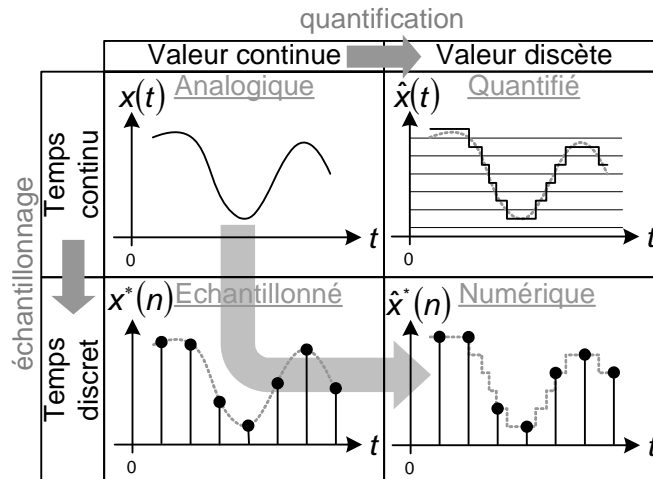 quantification
Valeur continue
Valeur discète
échantillonnage
Temps continu
x(t)
Analogique
t
0
x̂(t)
Quantifié
t
0
Temps discret
x*(n)
Echantillonné
t
0
x̂*(n)
Numérique
t
0